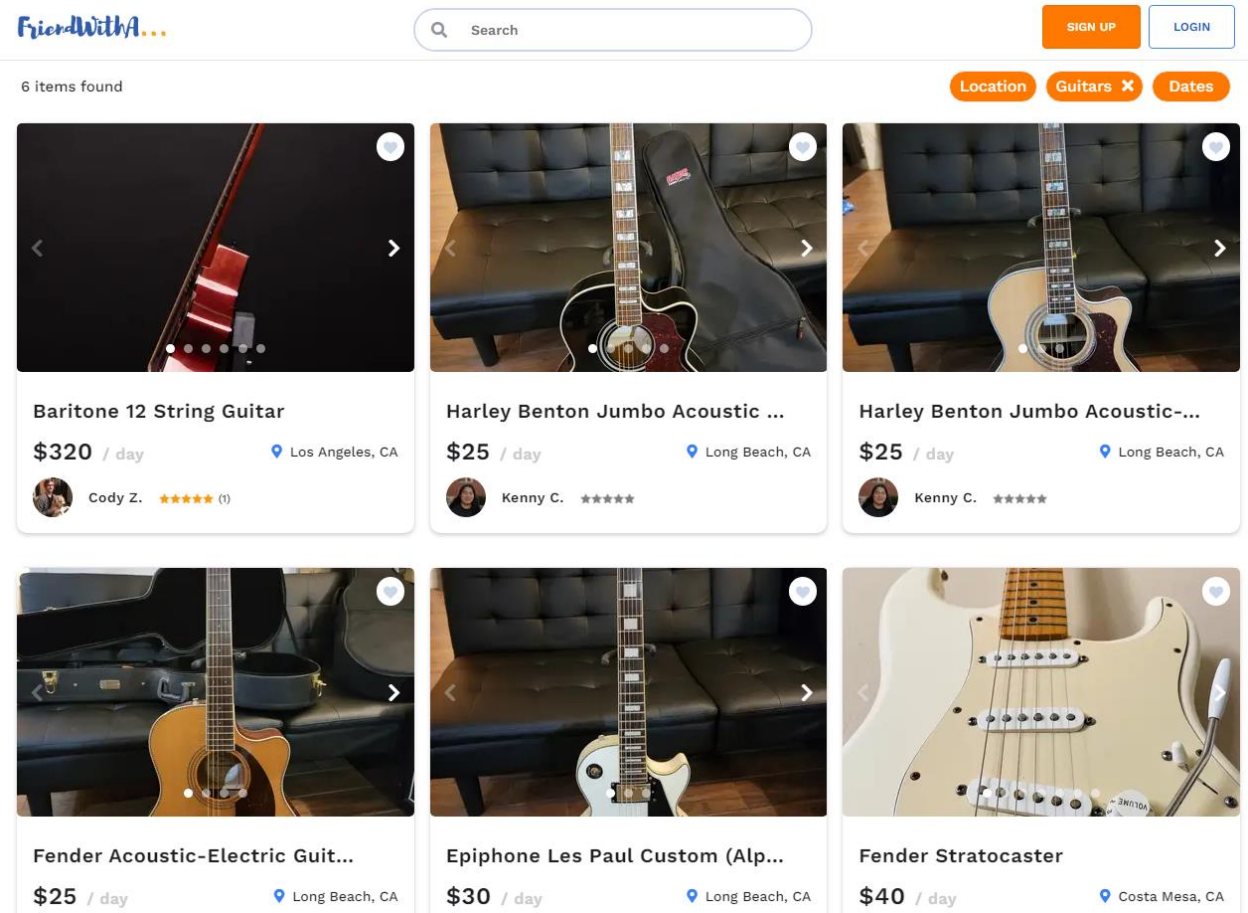 FriendWithA...
Search
SIGN UP
LOGIN
6 items found
Location
Guitars ×
Dates
Baritone 12 String Guitar
Harley Benton Jumbo Acoustic ...
Harley Benton Jumbo Acoustic-...
$320 / day
Los Angeles, CA
$25 / day
Long Beach, CA
$25 / day
Long Beach, CA
Cody Z.
(1)
Kenny C.
Kenny C.
VOLUME
Fender Acoustic-Electric Guit...
Epiphone Les Paul Custom (Alp...
Fender Stratocaster
$25 / day
Long Beach, CA
$30 / day
Long Beach, CA
$40 / day
Costa Mesa, CA